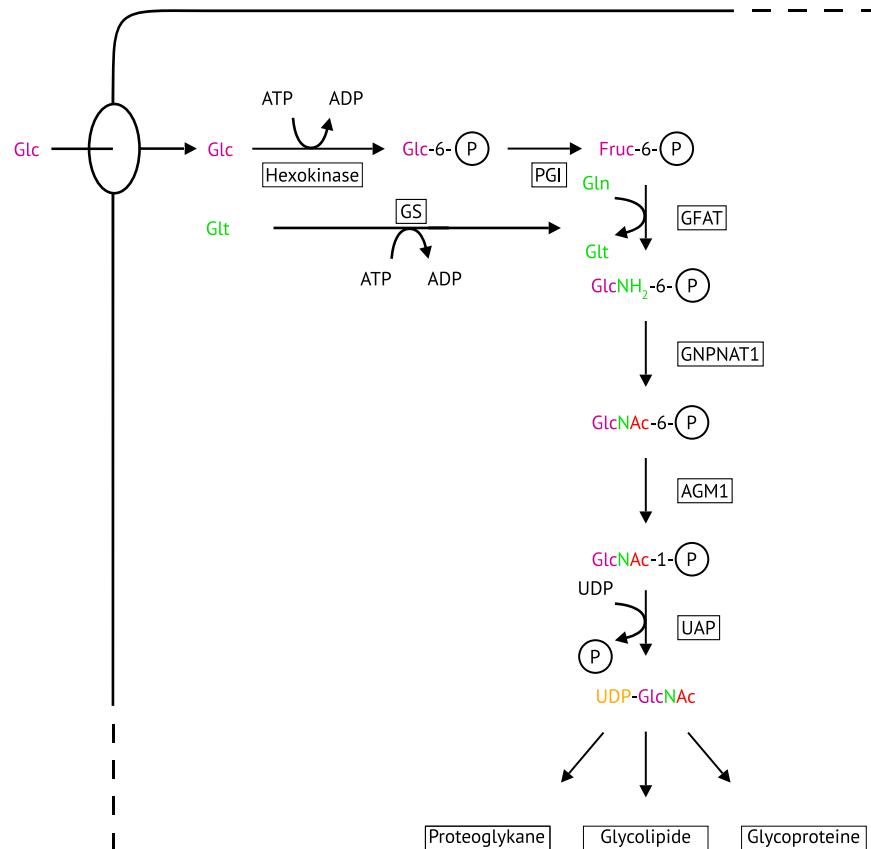 ATP ADP
Glc Glc Glc-6-P Fruc-6-P
Hexokinase PGI
Gln
GS GFAT
Glt
Glt
ATP ADP
GlcNH2-6-P
GNPNAT1
GlcNAc-6-P
AGM1
GlcNAc-1-P
UDP
UAP
P
UDP-GlcNAc
Proteoglykane Glycolipide Glycoproteine